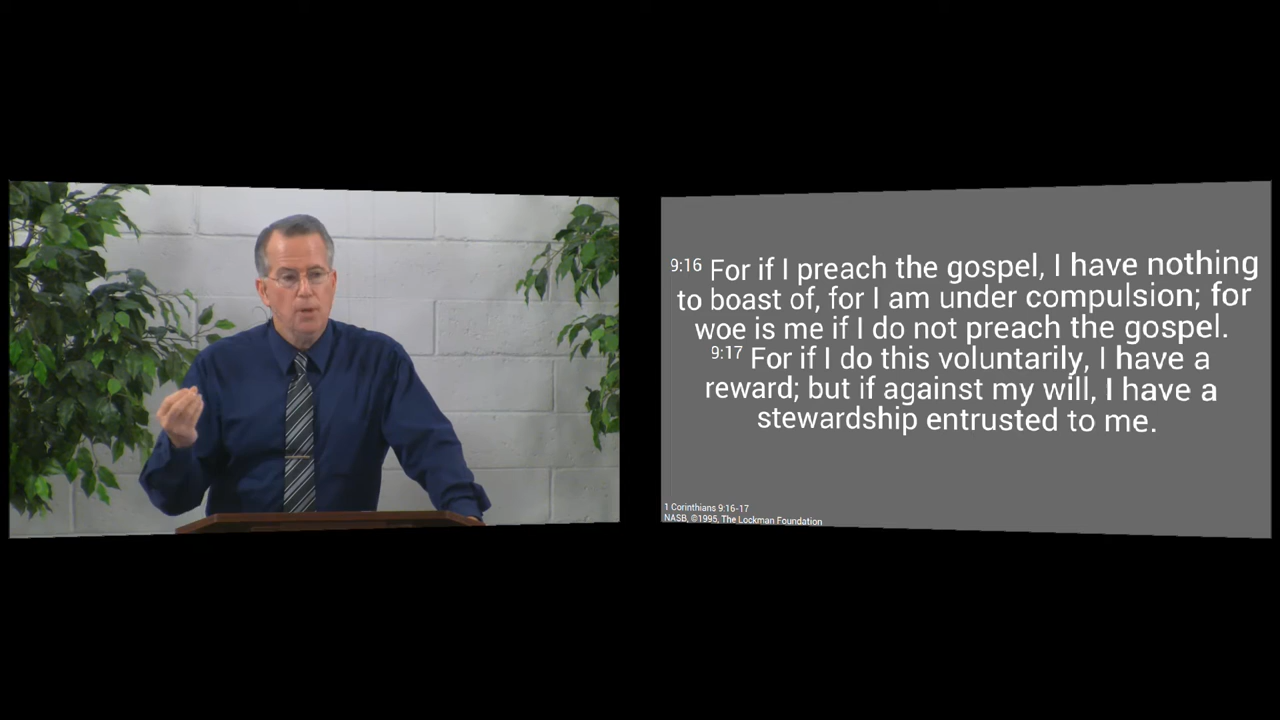 9:16 For if I preach the gospel, I have nothing
to boast of, for I am under compulsion; for
woe is me if I do not preach the gospel.
9:17 For if I do this voluntarily, I have a
reward; but if against my will, I have a
stewardship entrusted to me.
1 Corinthians 9:16-17
NASB, ©1995, The Lockman Foundation